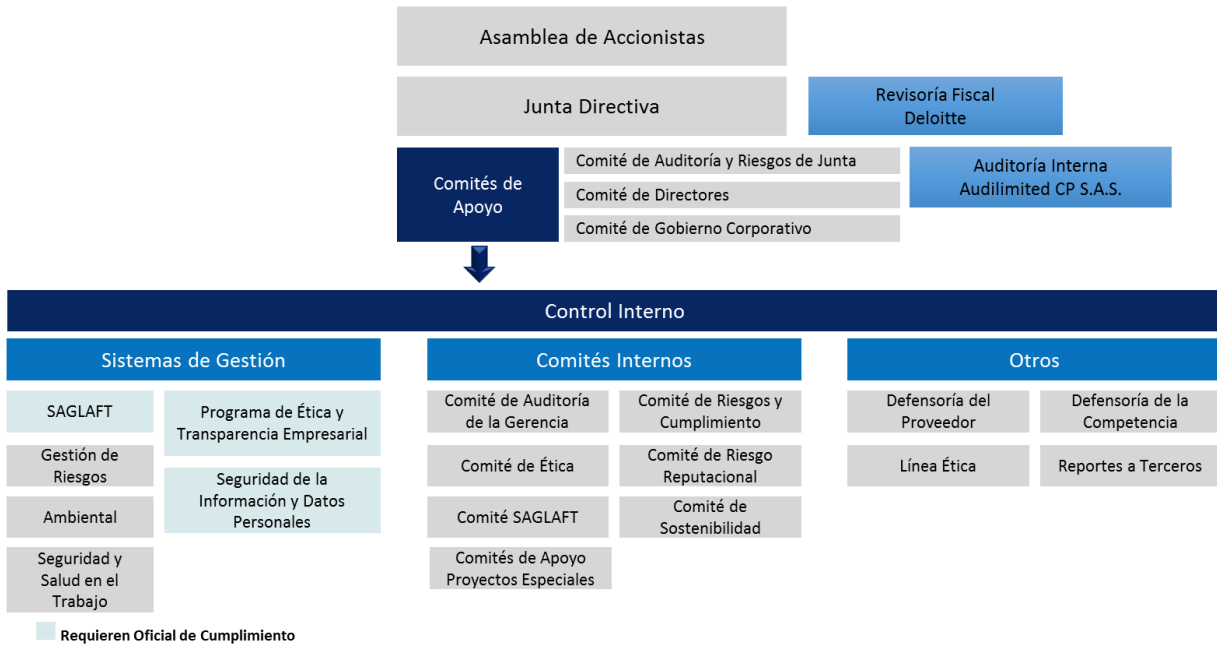 Asamblea de Accionistas
Junta Directiva
Revisoría Fiscal
Deloitte
Comités de
Apoyo
Comité de Auditoría y Riesgos de Junta
Comité de Directores
Comité de Gobierno Corporativo
Auditoría Interna
Audilimited CP S.A.S.
Control Interno
Sistemas de Gestión
SAGLAFT
Gestión de
Riesgos
Ambiental
Seguridad y
Salud en el
Trabajo
Programa de Ética y
Transparencia Empresarial
Seguridad de la
Información y Datos
Personales
Requieren Oficial de Cumplimiento
Comités Internos
Comité de Auditoría
de la Gerencia
Comité de Ética
Comité SAGLAFT
Comités de Apoyo
Proyectos Especiales
Comité de Riesgos y
Cumplimiento
Comité de Riesgo
Reputacional
Comité de
Sostenibilidad
Otros
Defensoría del
Proveedor
Línea Ética
Defensoría de la
Competencia
Reportes a Terceros